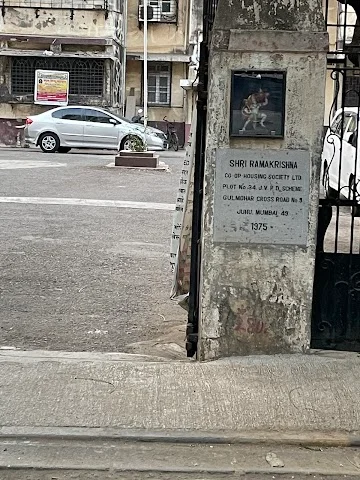 SHRI RAMAKRISHNA
CO-OP HOUSING SOCIETY LTD
PLOT No 34, J.V.P.D. SCHEME
GULMOHAR CROSS ROAD No 9
JUHU, MUMBAI 49
1975